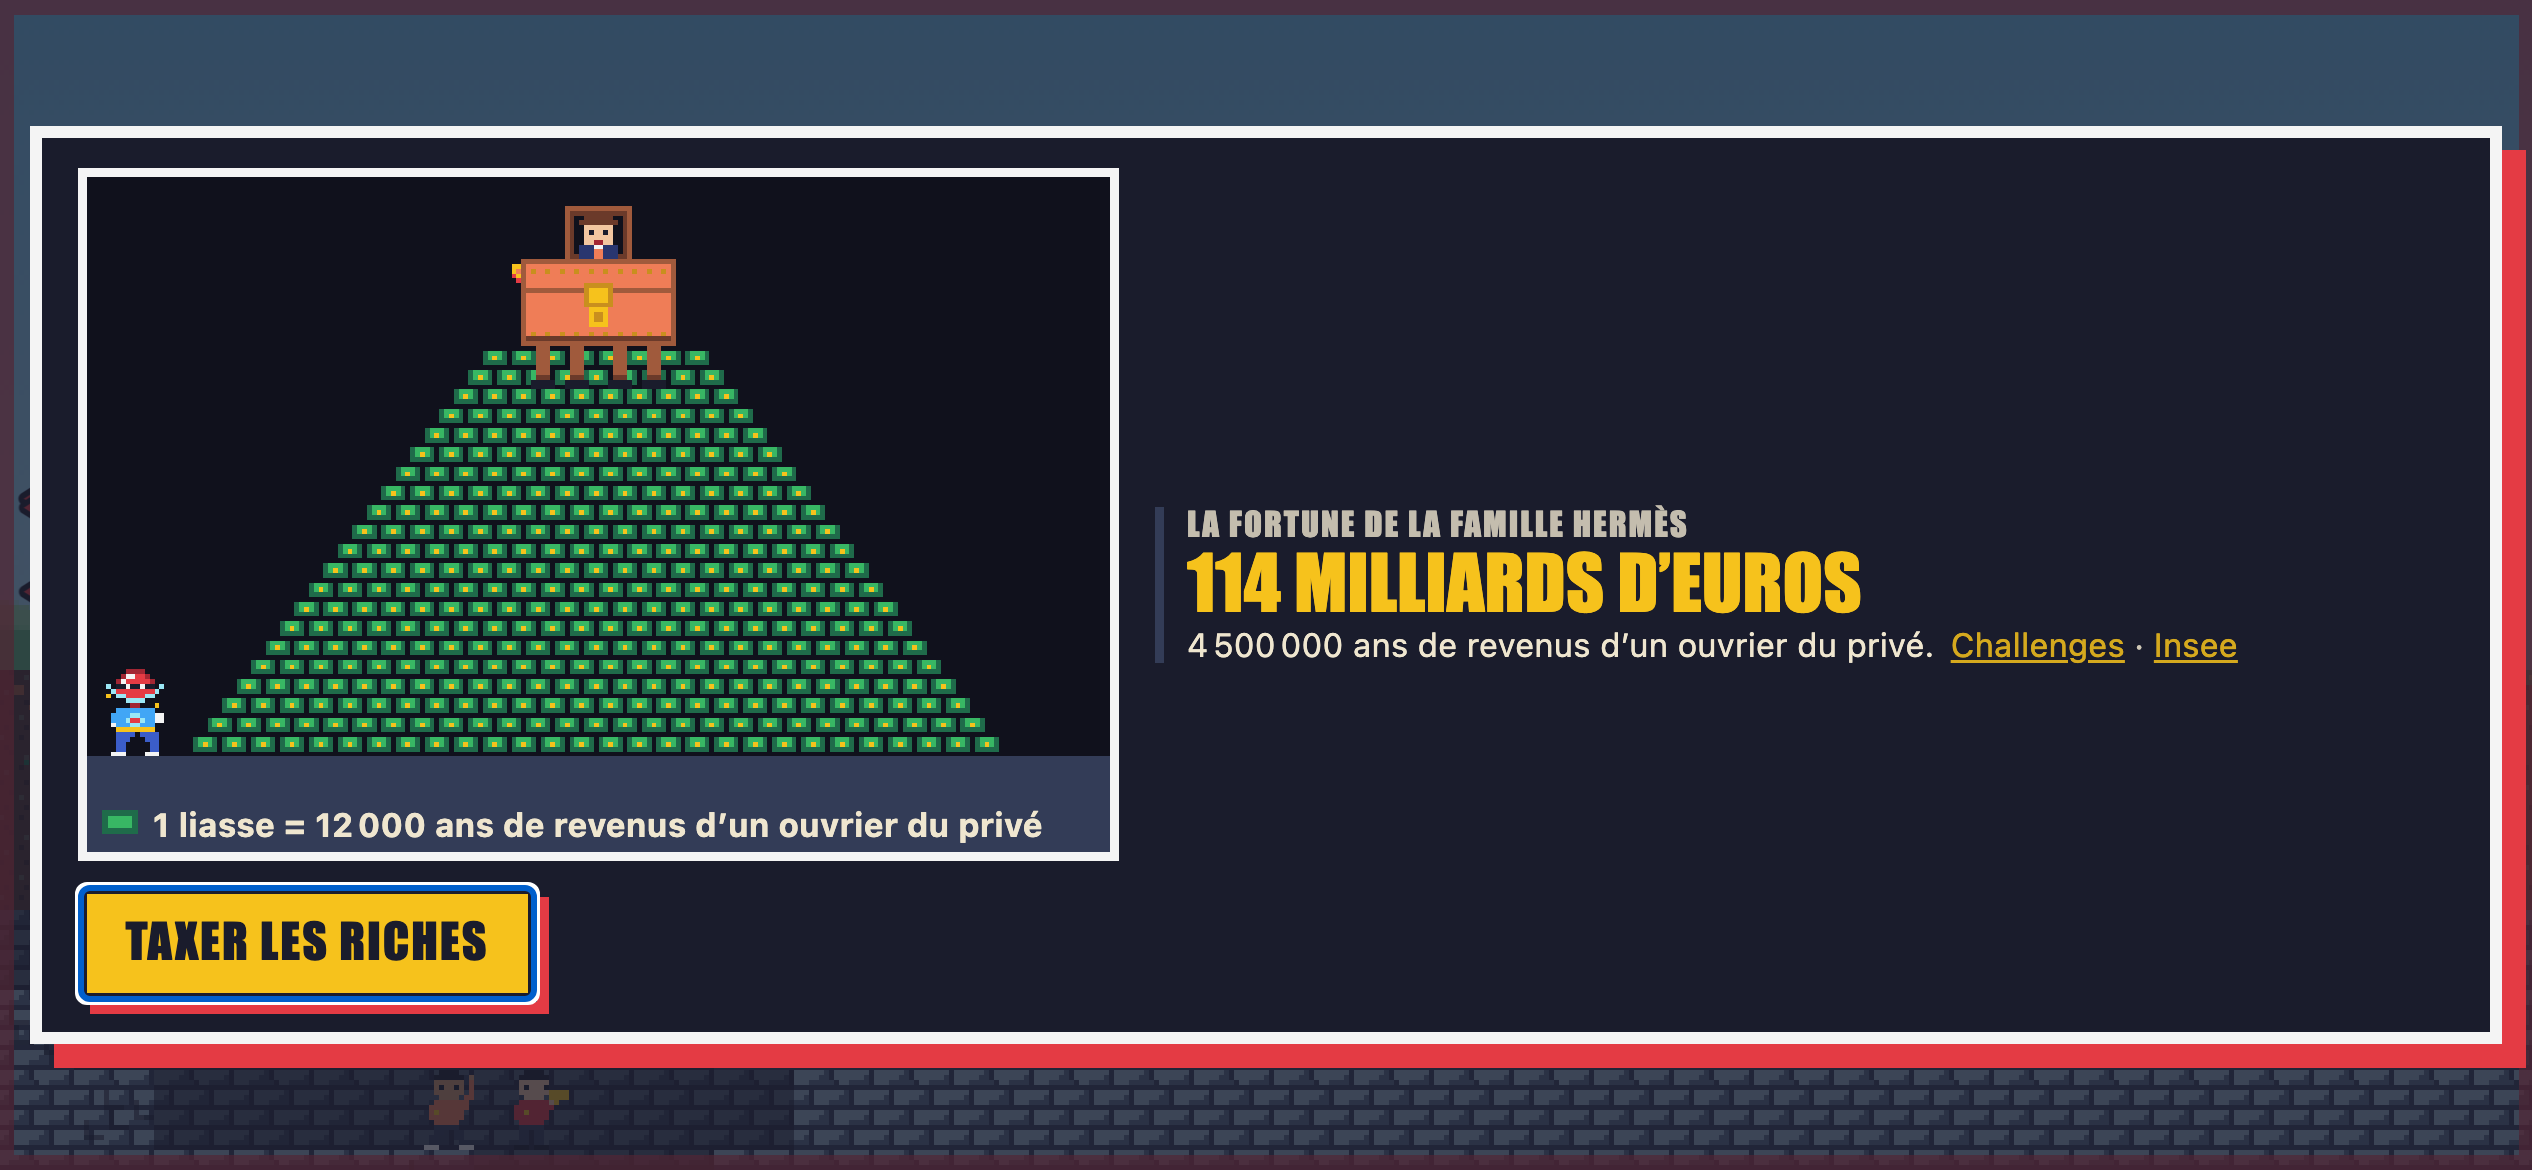 LA FORTUNE DE LA FAMILLE HERMÈS
114 MILLIARDS D’EUROS
4 500 000 ans de revenus d’un ouvrier du privé. Challenges · Insee
1 liasse = 12 000 ans de revenus d’un ouvrier du privé
TAXER LES RICHES